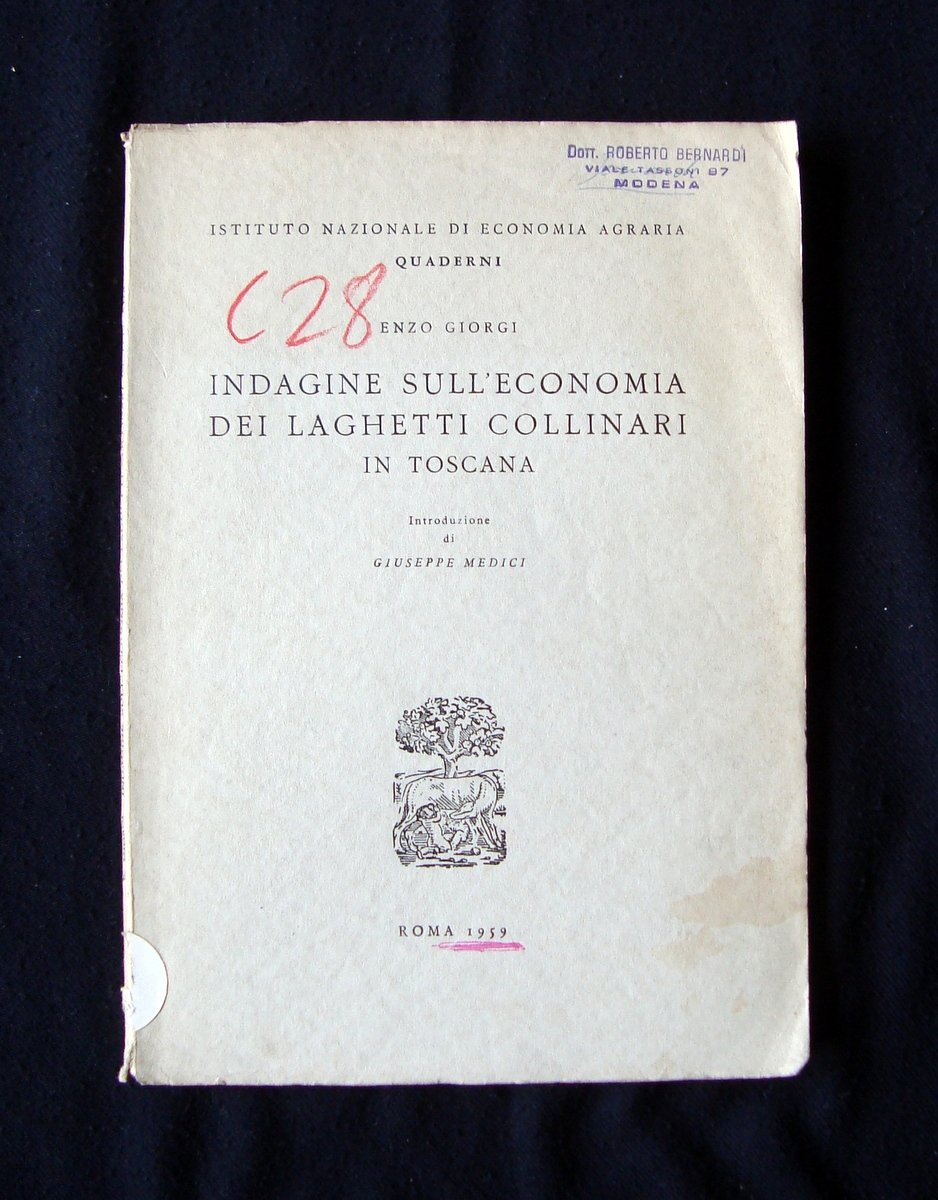 Dott. ROBERTO BERNARDI
VIALE TASSONI 87
MODENA
ISTITUTO NAZIONALE DI ECONOMIA AGRARIA
QUADERNI
C28
ENZO GIORGI
INDAGINE SULL'ECONOMIA
DEI LAGHETTI COLLINARI
IN TOSCANA
Introduzione
di
GIUSEPPE MEDICI
ROMA 1959